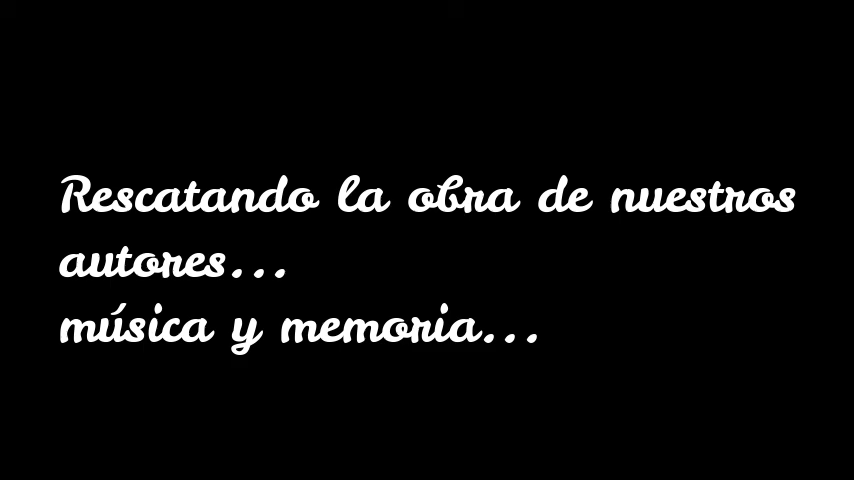 Rescatando la obra de nuestros
autores...
música y memoria...